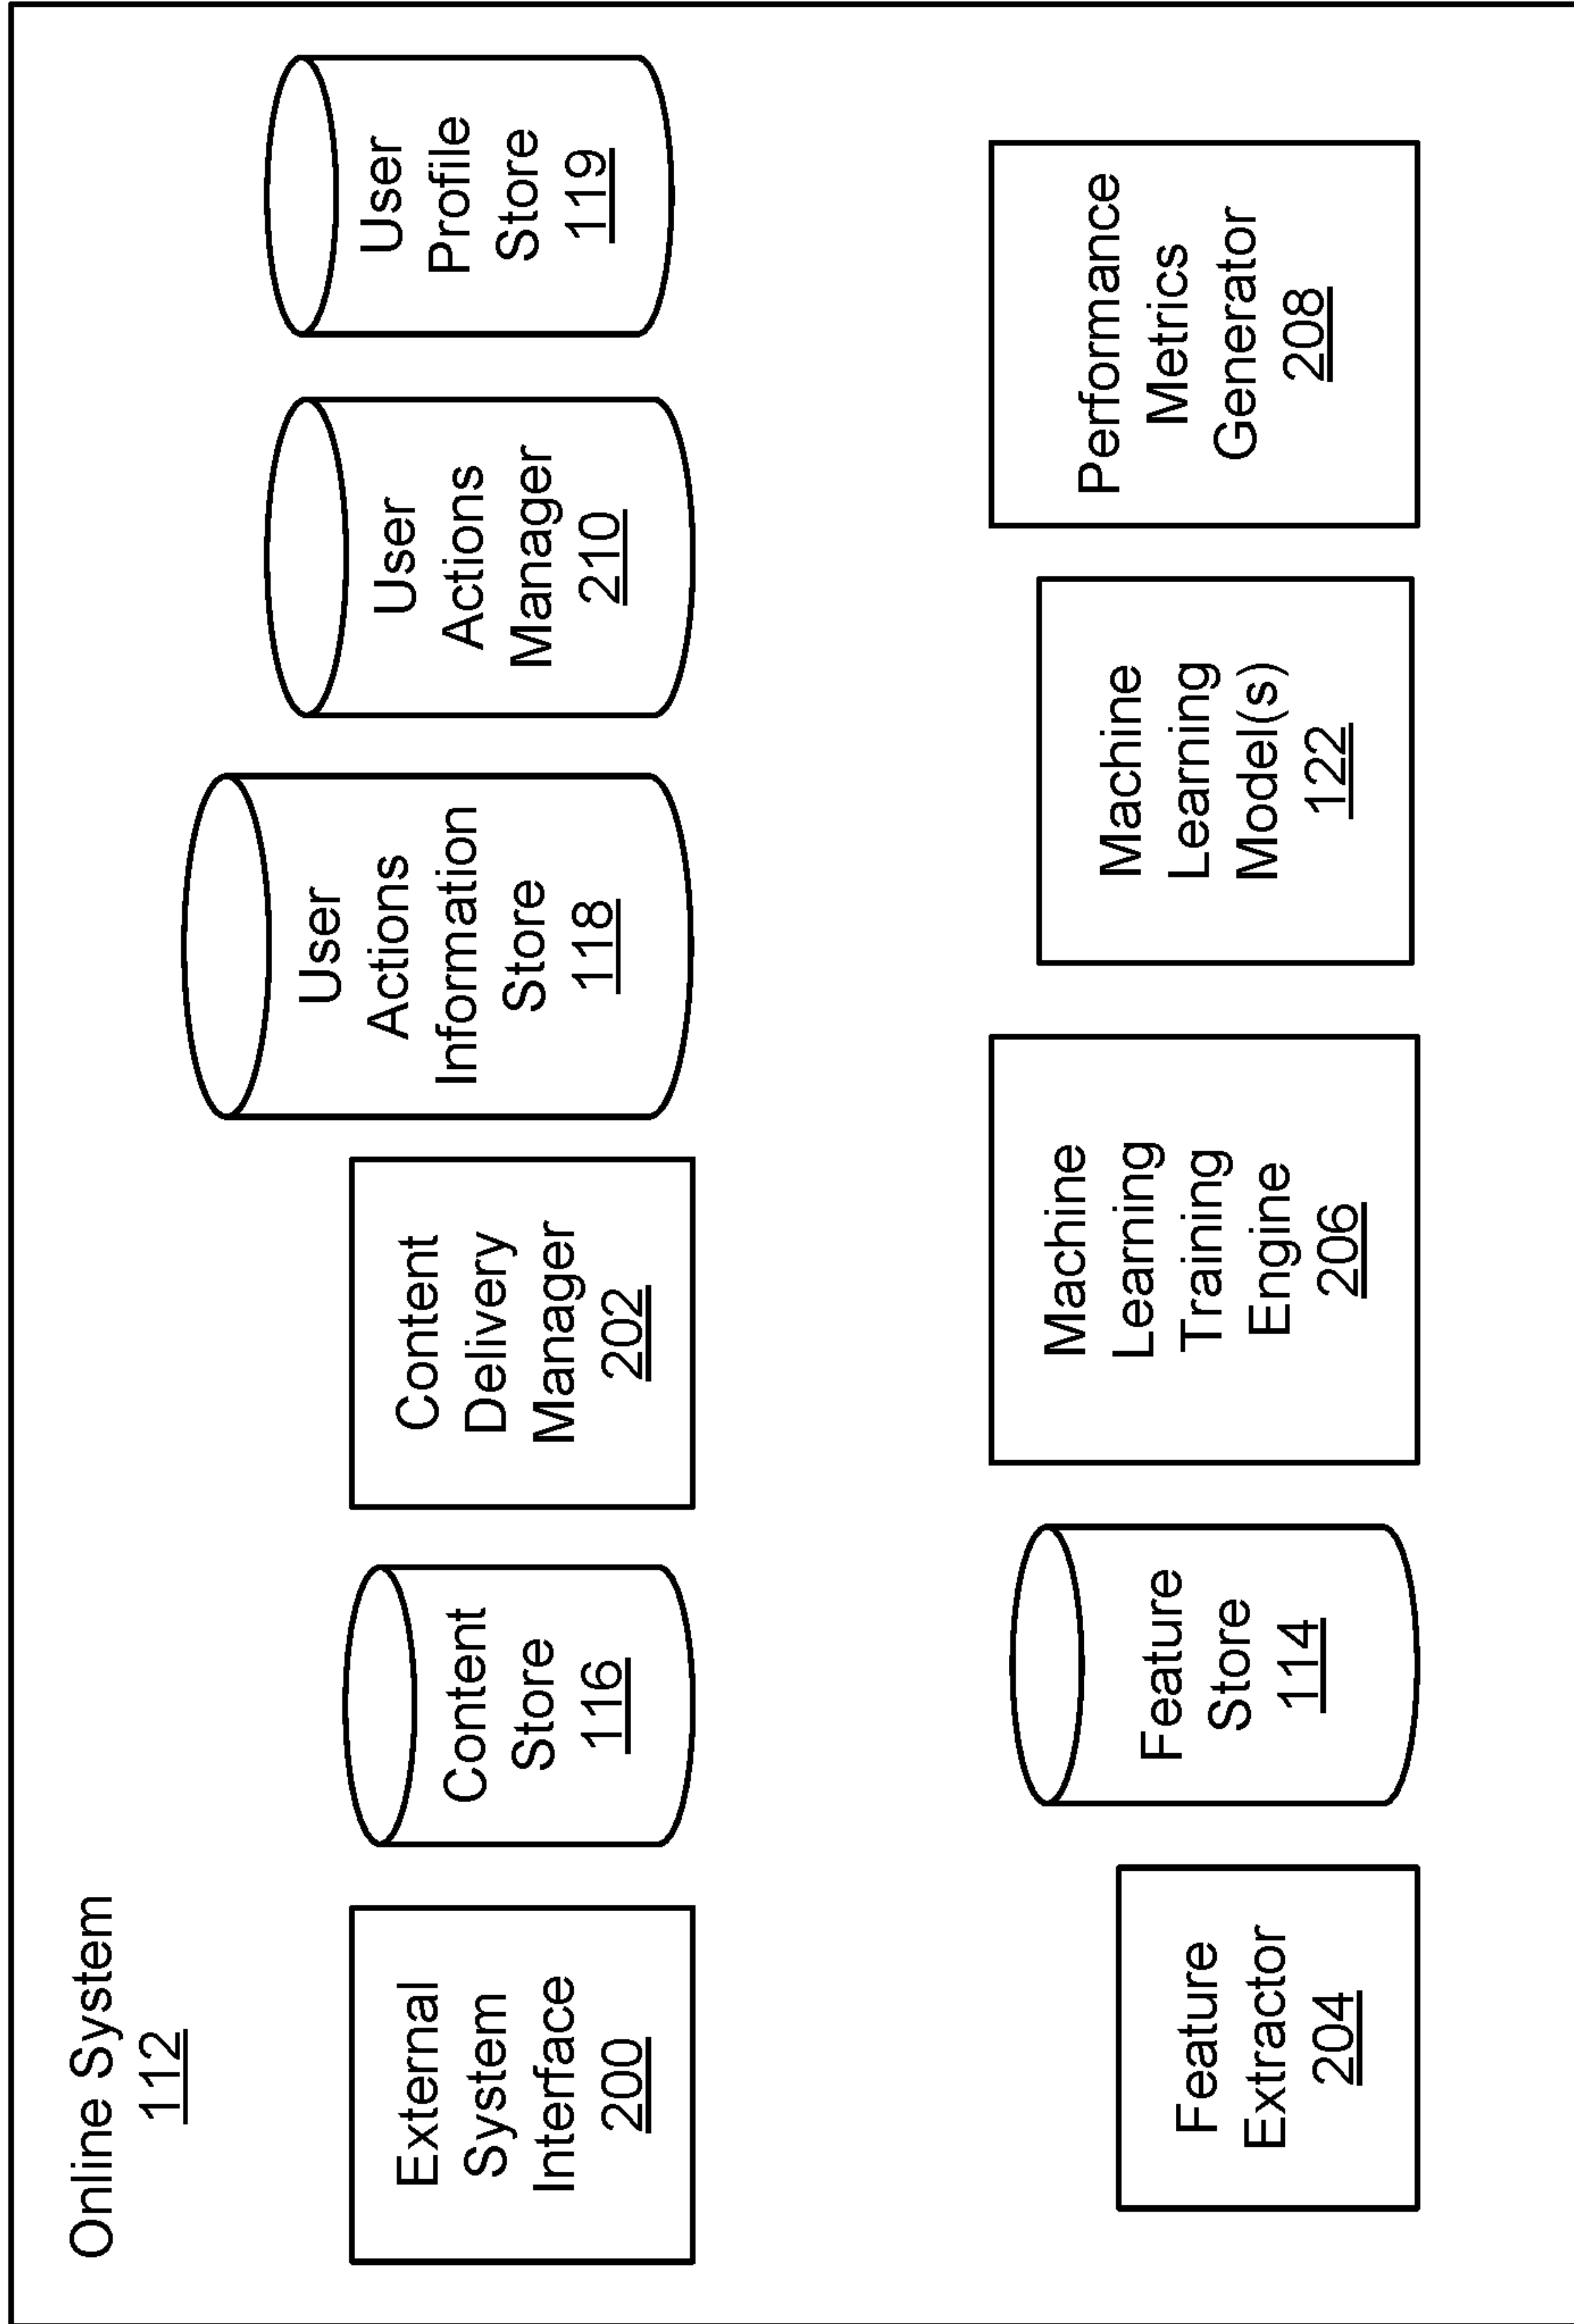 Online System
112
External
System
Interface
200
Content
Store
116
Content
Delivery
Manager
202
User
Actions
Information
Store
118
User
Actions
Manager
210
User
Profile
Store
119
Feature
Extractor
204
Feature
Store
114
Machine
Learning
Training
Engine
206
Machine
Learning
Model(s)
122
Performance
Metrics
Generator
208